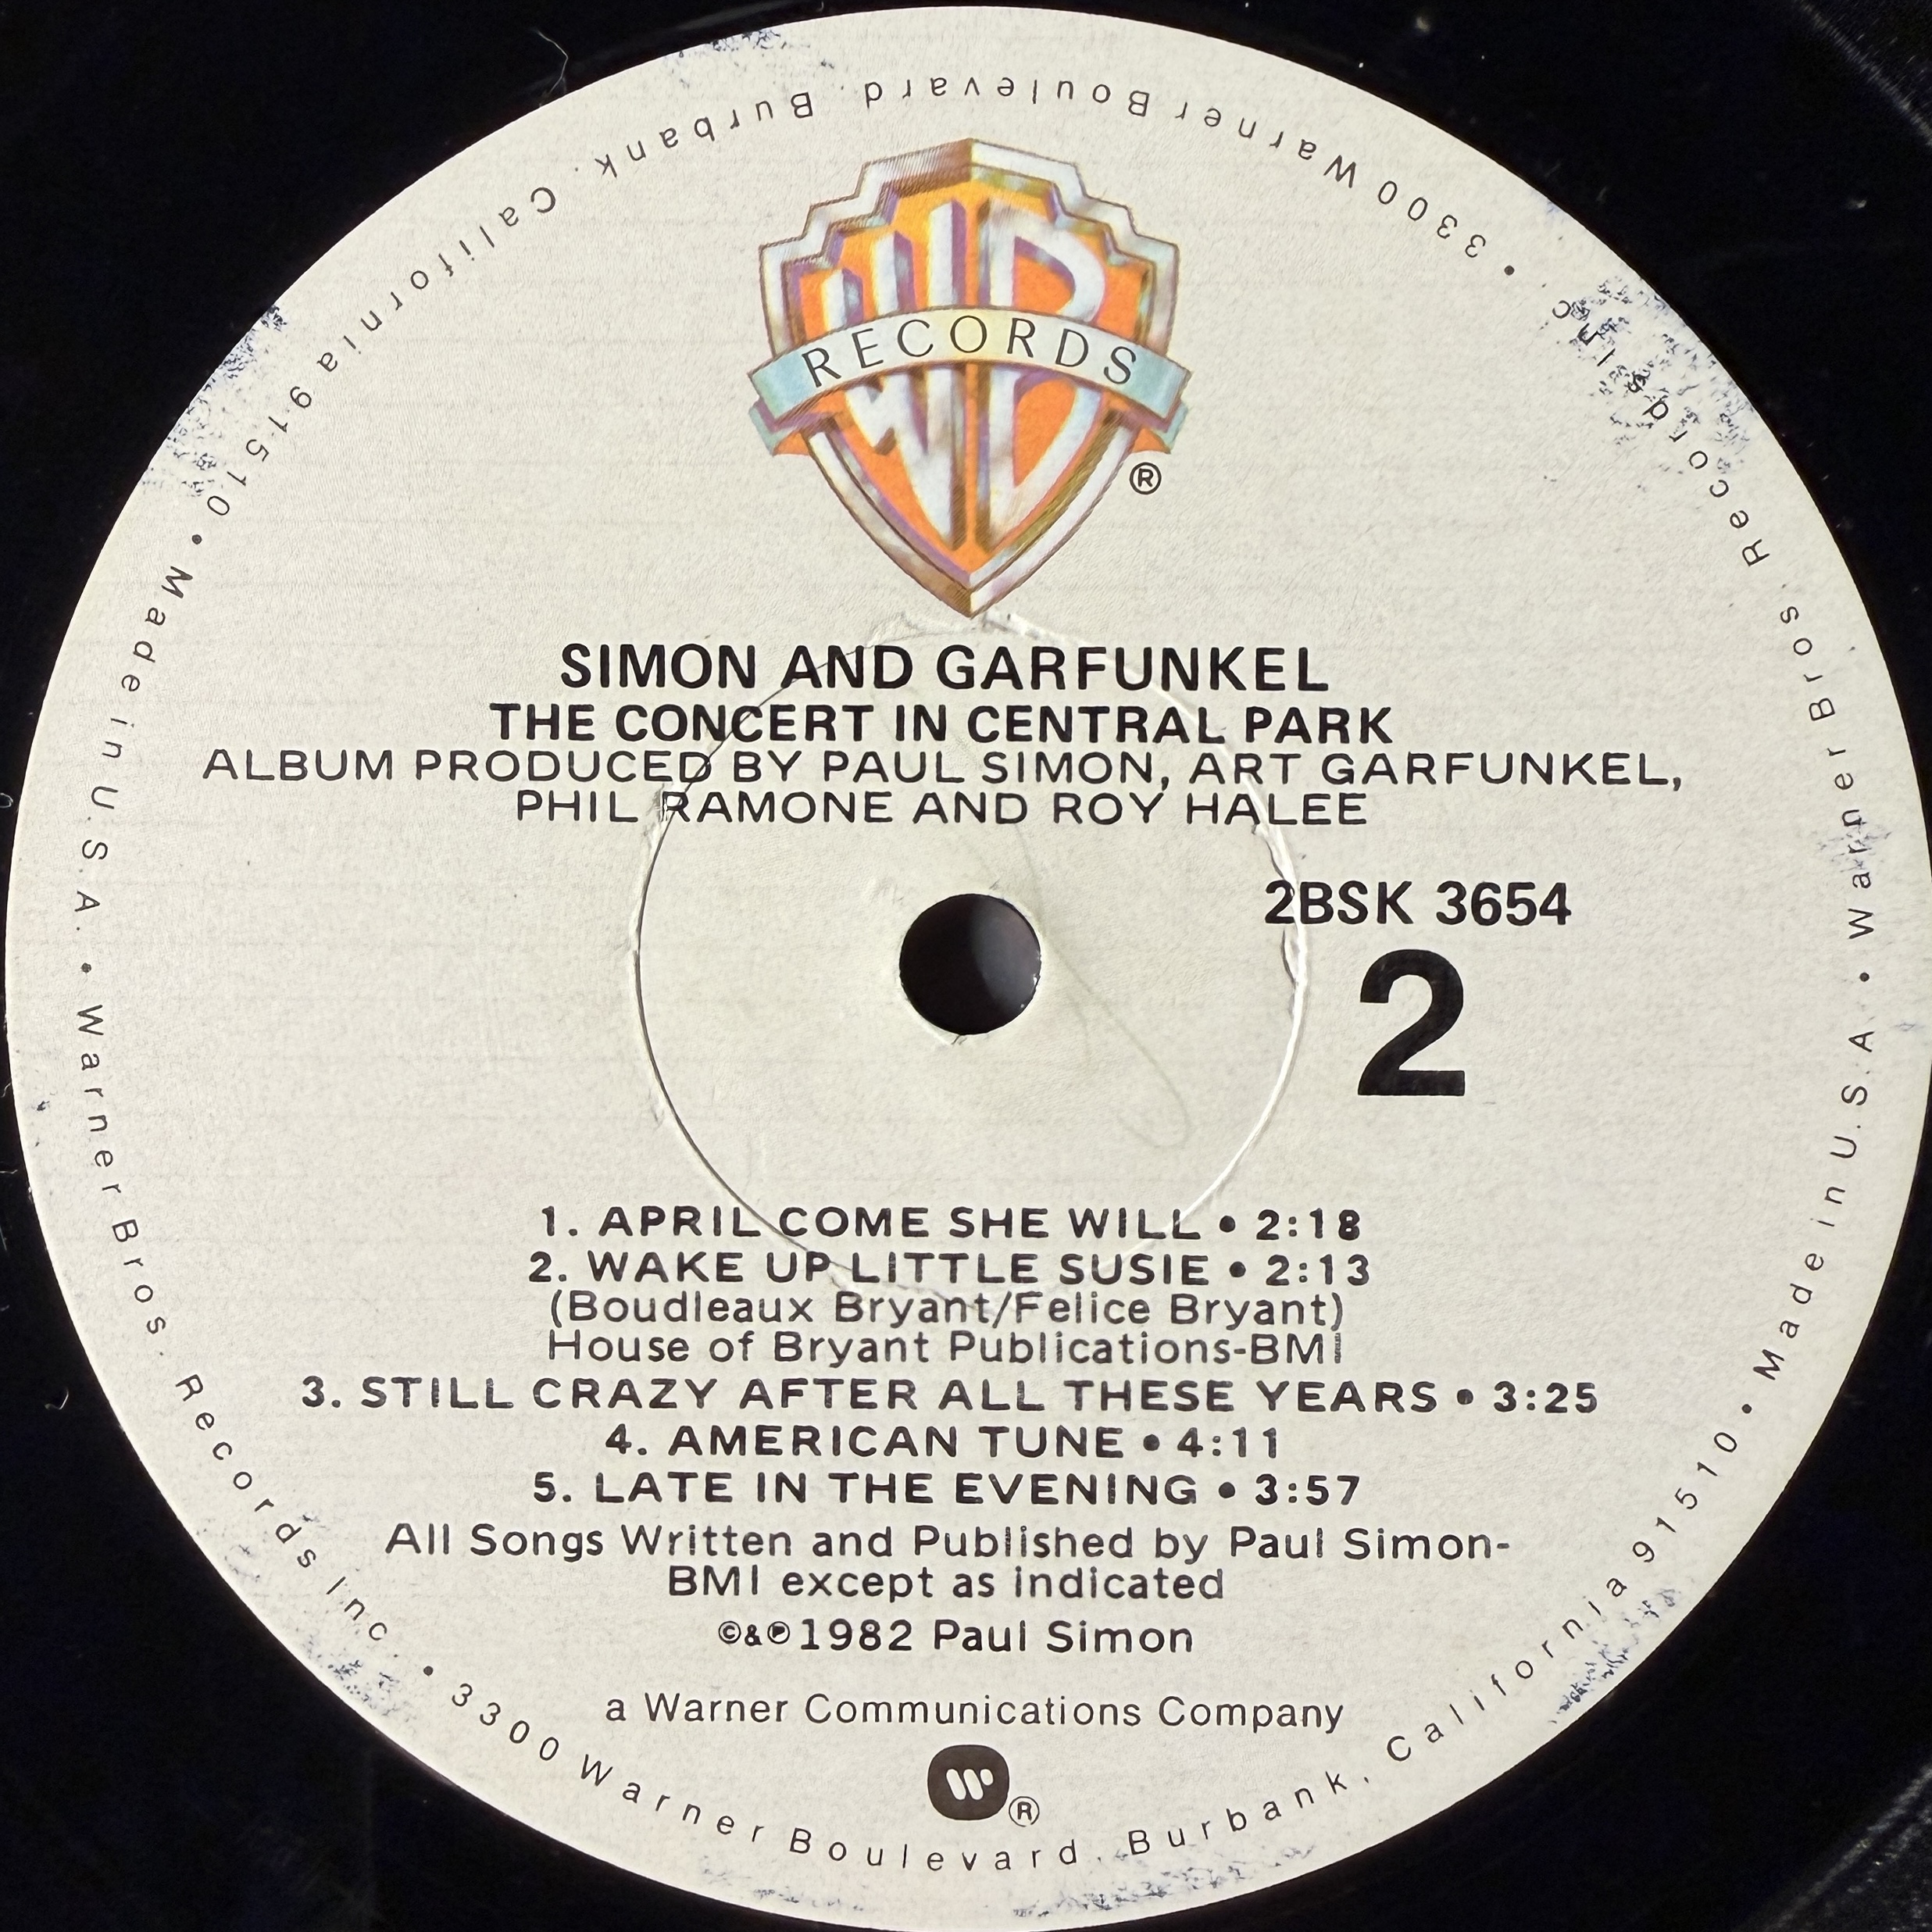 WB
RECORDS
®
SIMON AND GARFUNKEL
THE CONCERT IN CENTRAL PARK
ALBUM PRODUCED BY PAUL SIMON, ART GARFUNKEL,
PHIL RAMONE AND ROY HALEE
2BSK 3654
2
1. APRIL COME SHE WILL • 2:18
2. WAKE UP LITTLE SUSIE • 2:13
(Boudleaux Bryant/Felice Bryant)
House of Bryant Publications-BMI
3. STILL CRAZY AFTER ALL THESE YEARS • 3:25
4. AMERICAN TUNE • 4:11
5. LATE IN THE EVENING • 3:57
All Songs Written and Published by Paul Simon-
BMI except as indicated
©&℗1982 Paul Simon
a Warner Communications Company
W®
Warner Bros. Records Inc. • 3300 Warner Boulevard, Burbank, California 91510 • Made in U.S.A. •
Warner Bros. Records Inc. • 3300 Warner Boulevard, Burbank, California 91510 • Made in U.S.A. •